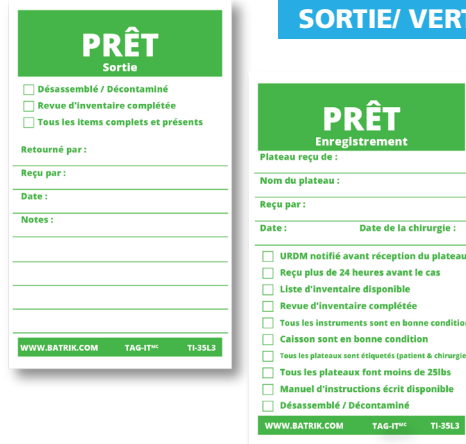 SORTIE/ VERT
PRÊT
Sortie
Désassemblé / Décontaminé
Revue d'inventaire complétée
Tous les items complets et présents
Retourné par :
Reçu par :
Date :
Notes :
WWW.BATRIK.COM TAG-ITᴹᶜ TI-35L3
PRÊT
Enregistrement
Plateau reçu de :
Nom du plateau :
Reçu par :
Date : Date de la chirurgie :
URDM notifié avant réception du plateau
Reçu plus de 24 heures avant le cas
Liste d'inventaire disponible
Revue d'inventaire complétée
Tous les instruments sont en bonne conditio
Caisson sont en bonne condition
Tous les plateaux sont étiquetés (patient & chirurgie
Tous les plateaux font moins de 25lbs
Manuel d'instructions écrit disponible
Désassemblé / Décontaminé
WWW.BATRIK.COM TAG-ITᴹᶜ TI-35L3